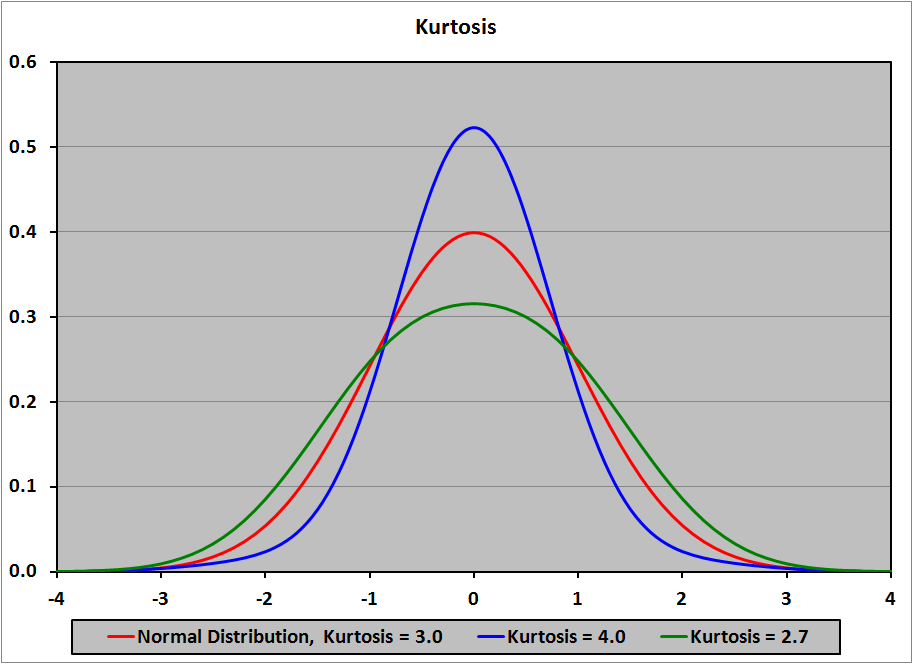 Kurtosis
0.6
0.5
0.4
0.3
0.2
0.1
0.0
-4 -3 -2 -1 0 1 2 3 4
Normal Distribution, Kurtosis = 3.0 Kurtosis = 4.0 Kurtosis = 2.7